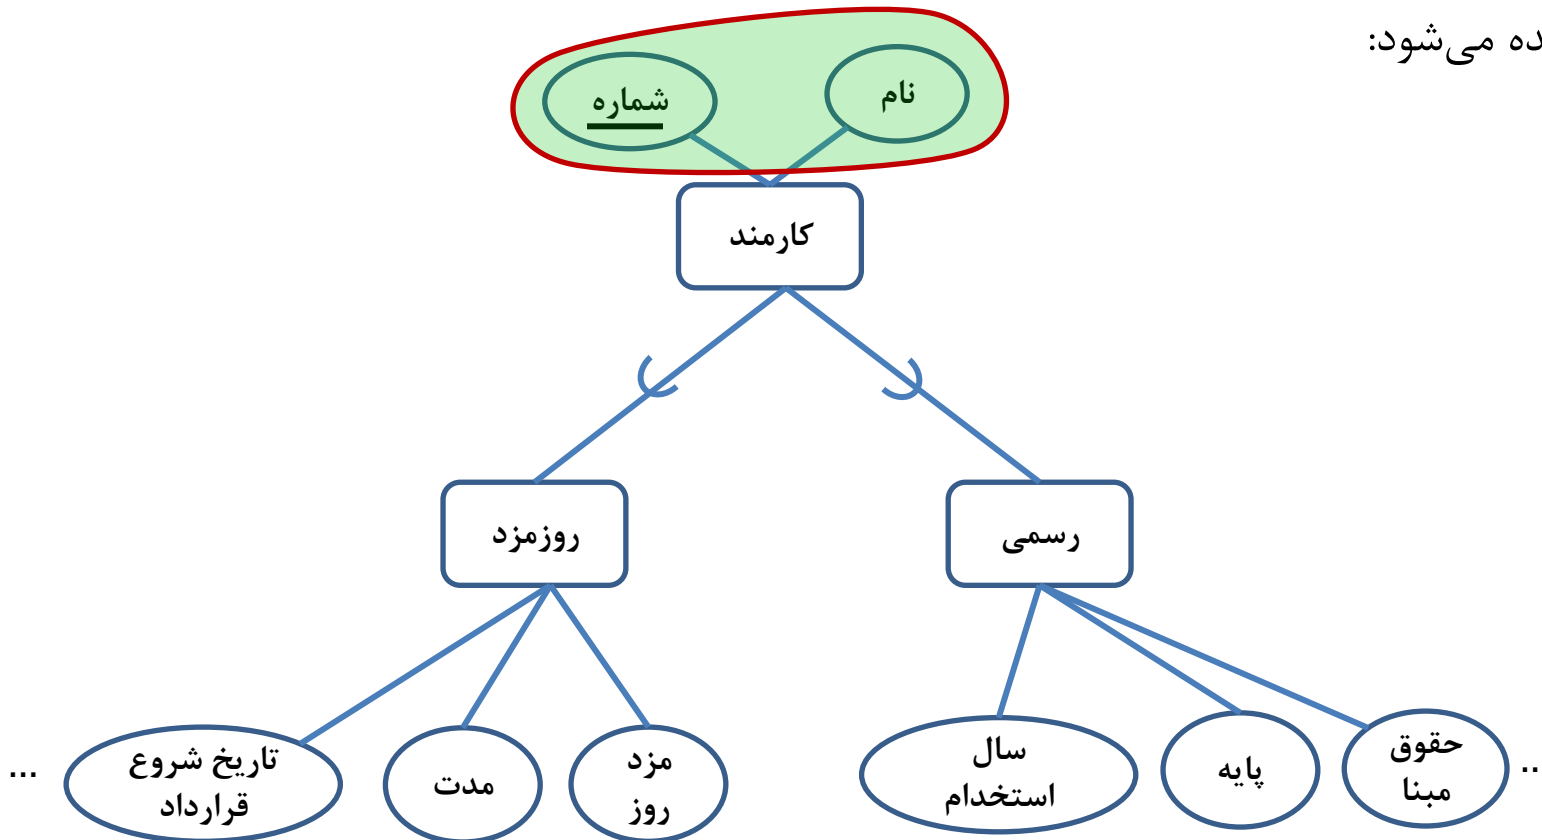 ده می‌شود:
نام
شماره
کارمند
رسمی
روزمزد
حقوق
مبنا
..
پایه
سال
استخدام
مزد
روز
مدت
تاریخ شروع
قرارداد
...